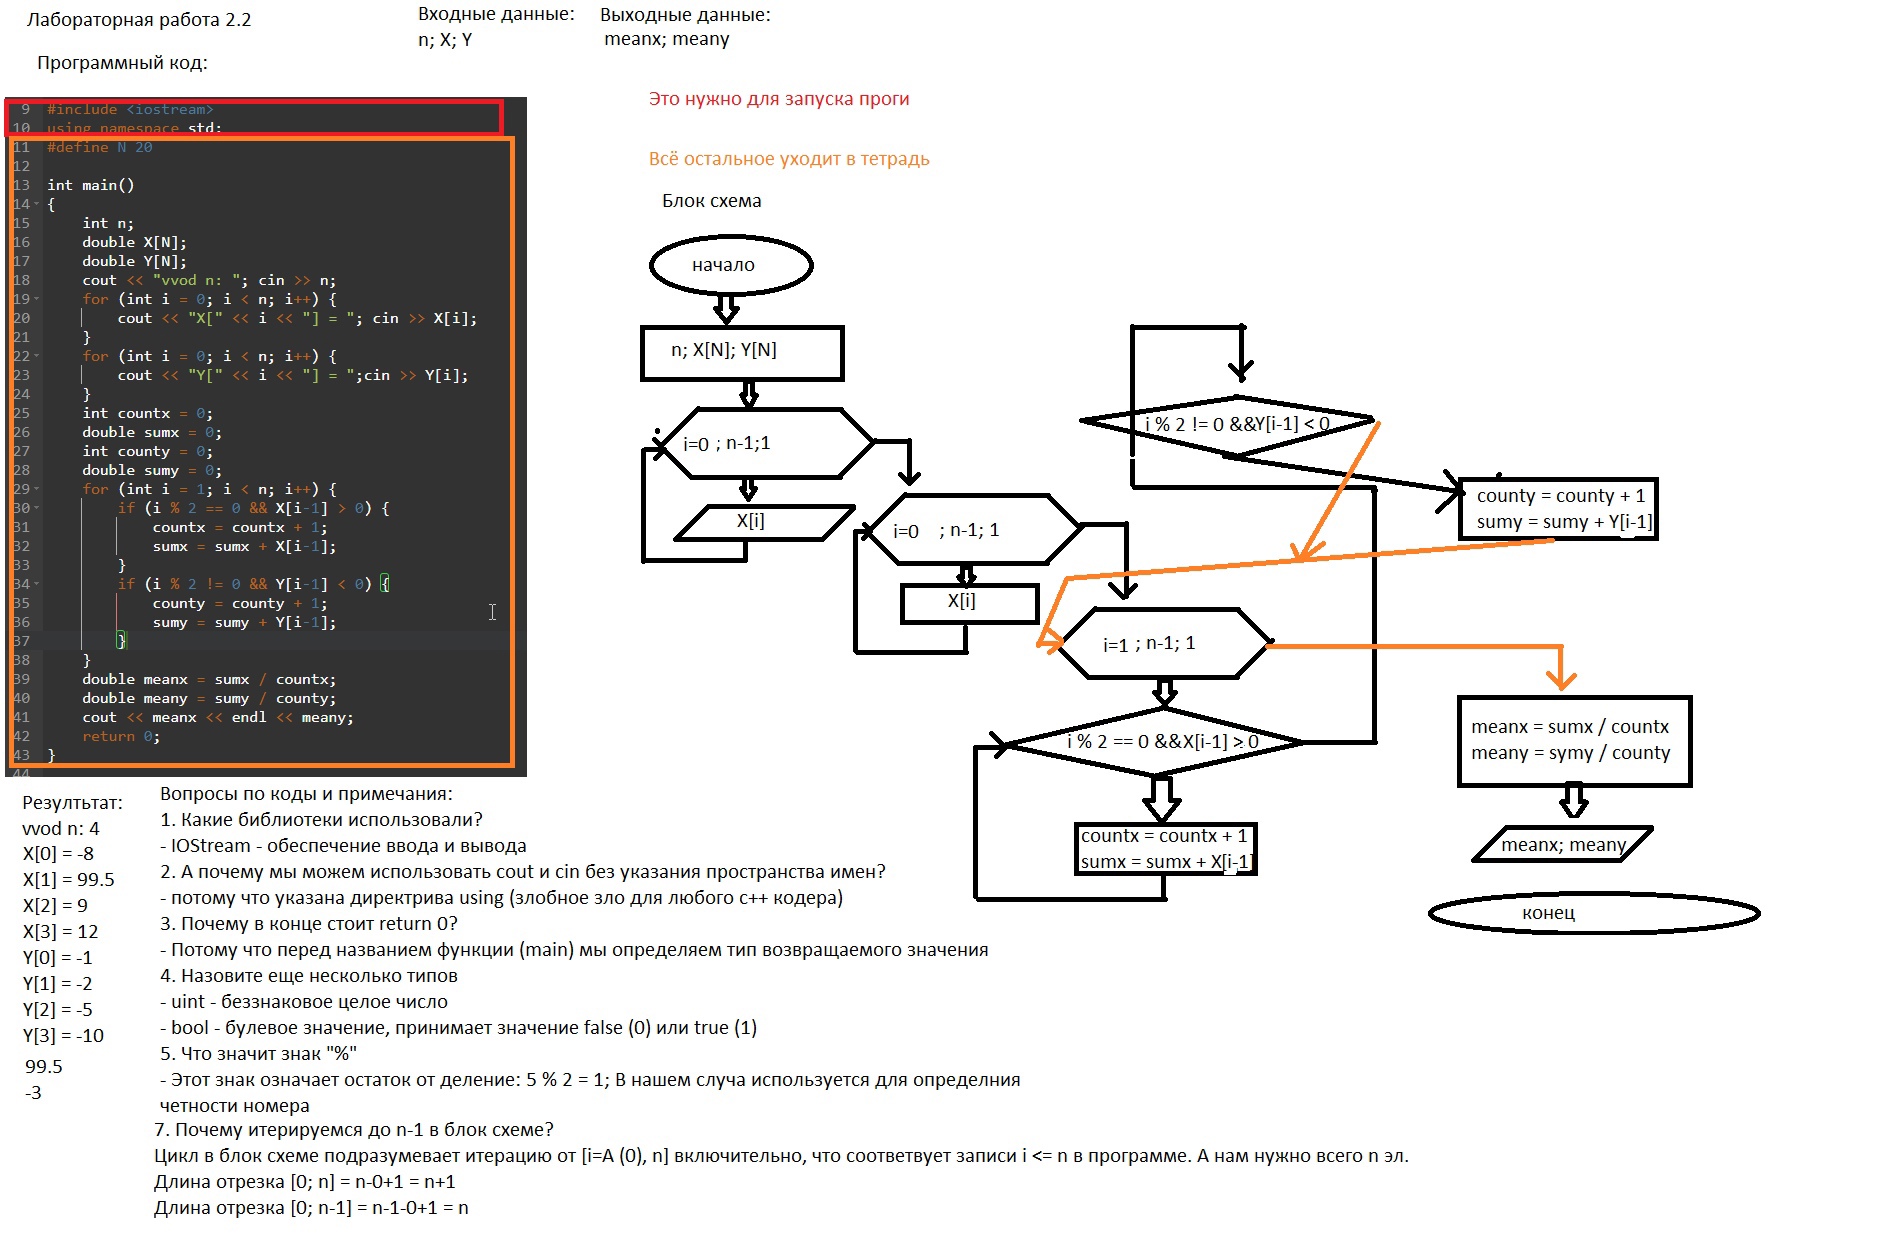 Лабораторная работа 2.2
Входные данные:
n; X; Y
Выходные данные:
meanx; meany
Программный код:
9 #include <iostream>
10 using namespace std;
11 #define N 20
12
13 int main()
14 {
15 int n;
16 double X[N];
17 double Y[N];
18 cout << "vvod n: "; cin >> n;
19 for (int i = 0; i < n; i++) {
20 cout << "X[" << i << "] = "; cin >> X[i];
21 }
22 for (int i = 0; i < n; i++) {
23 cout << "Y[" << i << "] = ";cin >> Y[i];
24 }
25 int countx = 0;
26 double sumx = 0;
27 int county = 0;
28 double sumy = 0;
29 for (int i = 1; i < n; i++) {
30 if (i % 2 == 0 && X[i-1] > 0) {
31 countx = countx + 1;
32 sumx = sumx + X[i-1];
33 }
34 if (i % 2 != 0 && Y[i-1] < 0) {
35 county = county + 1;
36 sumy = sumy + Y[i-1];
37 }
38 }
39 double meanx = sumx / countx;
40 double meany = sumy / county;
41 cout << meanx << endl << meany;
42 return 0;
43 }
44
Это нужно для запуска проги
Всё остальное уходит в тетрадь
Блок схема
начало
n; X[N]; Y[N]
i=0 ; n-1;1
X[i]
i=0 ; n-1; 1
X[i]
i=1 ; n-1; 1
i % 2 == 0 &&X[i-1] > 0
countx = countx + 1
sumx = sumx + X[i-1]
i % 2 != 0 &&Y[i-1] < 0
county = county + 1
sumy = sumy + Y[i-1]
meanx = sumx / countx
meany = symy / county
meanx; meany
конец
Резултьтат:
vvod n: 4
X[0] = -8
X[1] = 99.5
X[2] = 9
X[3] = 12
Y[0] = -1
Y[1] = -2
Y[2] = -5
Y[3] = -10
99.5
-3
Вопросы по коды и примечания:
1. Какие библиотеки использовали?
- IOStream - обеспечение ввода и вывода
2. А почему мы можем использовать cout и cin без указания пространства имен?
- потому что указана директрива using (злобное зло для любого c++ кодера)
3. Почему в конце стоит return 0?
- Потому что перед названием функции (main) мы определяем тип возвращаемого значения
4. Назовите еще несколько типов
- uint - беззнаковое целое число
- bool - булевое значение, принимает значение false (0) или true (1)
5. Что значит знак "%"
- Этот знак означает остаток от деление: 5 % 2 = 1; В нашем случа используется для определния
четности номера
7. Почему итерируемся до n-1 в блок схеме?
Цикл в блок схеме подразумевает итерацию от [i=A (0), n] включительно, что соответвует записи i <= n в программе. А нам нужно всего n эл.
Длина отрезка [0; n] = n-0+1 = n+1
Длина отрезка [0; n-1] = n-1-0+1 = n